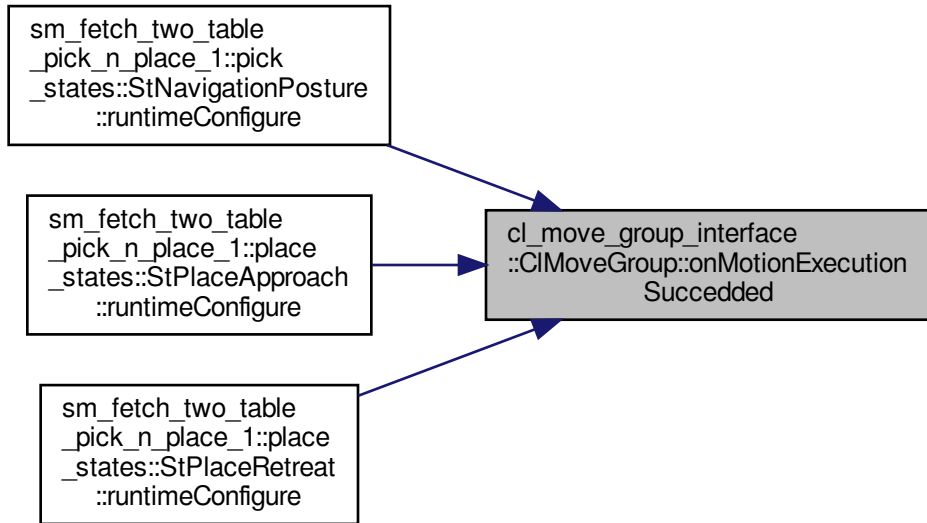 sm_fetch_two_table
_pick_n_place_1::pick
_states::StNavigationPosture
::runtimeConfigure
sm_fetch_two_table
_pick_n_place_1::place
_states::StPlaceApproach
::runtimeConfigure
sm_fetch_two_table
_pick_n_place_1::place
_states::StPlaceRetreat
::runtimeConfigure
cl_move_group_interface
::ClMoveGroup::onMotionExecution
Succedded